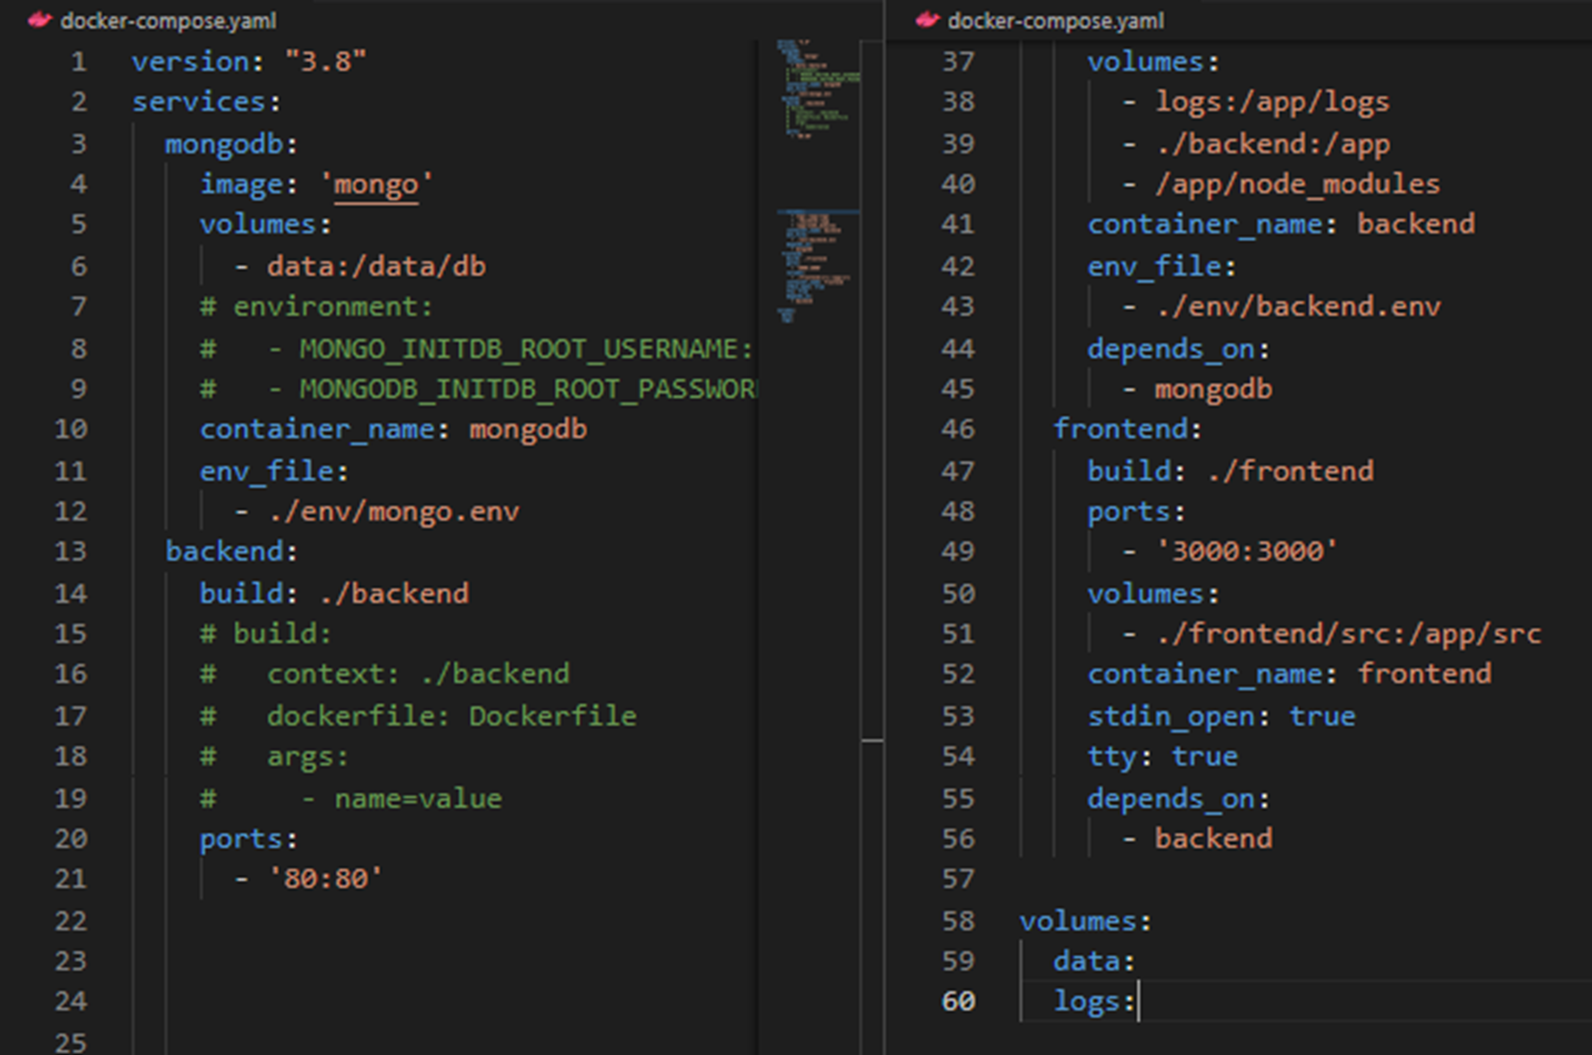 docker-compose.yaml
1 version: "3.8"
2 services:
3   mongodb:
4     image: 'mongo'
5     volumes:
6       - data:/data/db
7     # environment:
8     #   - MONGO_INITDB_ROOT_USERNAME:
9     #   - MONGODB_INITDB_ROOT_PASSWOR
10     container_name: mongodb
11     env_file:
12       - ./env/mongo.env
13   backend:
14     build: ./backend
15     # build:
16     #   context: ./backend
17     #   dockerfile: Dockerfile
18     #   args:
19     #     - name=value
20     ports:
21       - '80:80'
22
23
24
25
docker-compose.yaml
37     volumes:
38       - logs:/app/logs
39       - ./backend:/app
40       - /app/node_modules
41     container_name: backend
42     env_file:
43       - ./env/backend.env
44     depends_on:
45       - mongodb
46   frontend:
47     build: ./frontend
48     ports:
49       - '3000:3000'
50     volumes:
51       - ./frontend/src:/app/src
52     container_name: frontend
53     stdin_open: true
54     tty: true
55     depends_on:
56       - backend
57
58 volumes:
59   data:
60   logs: